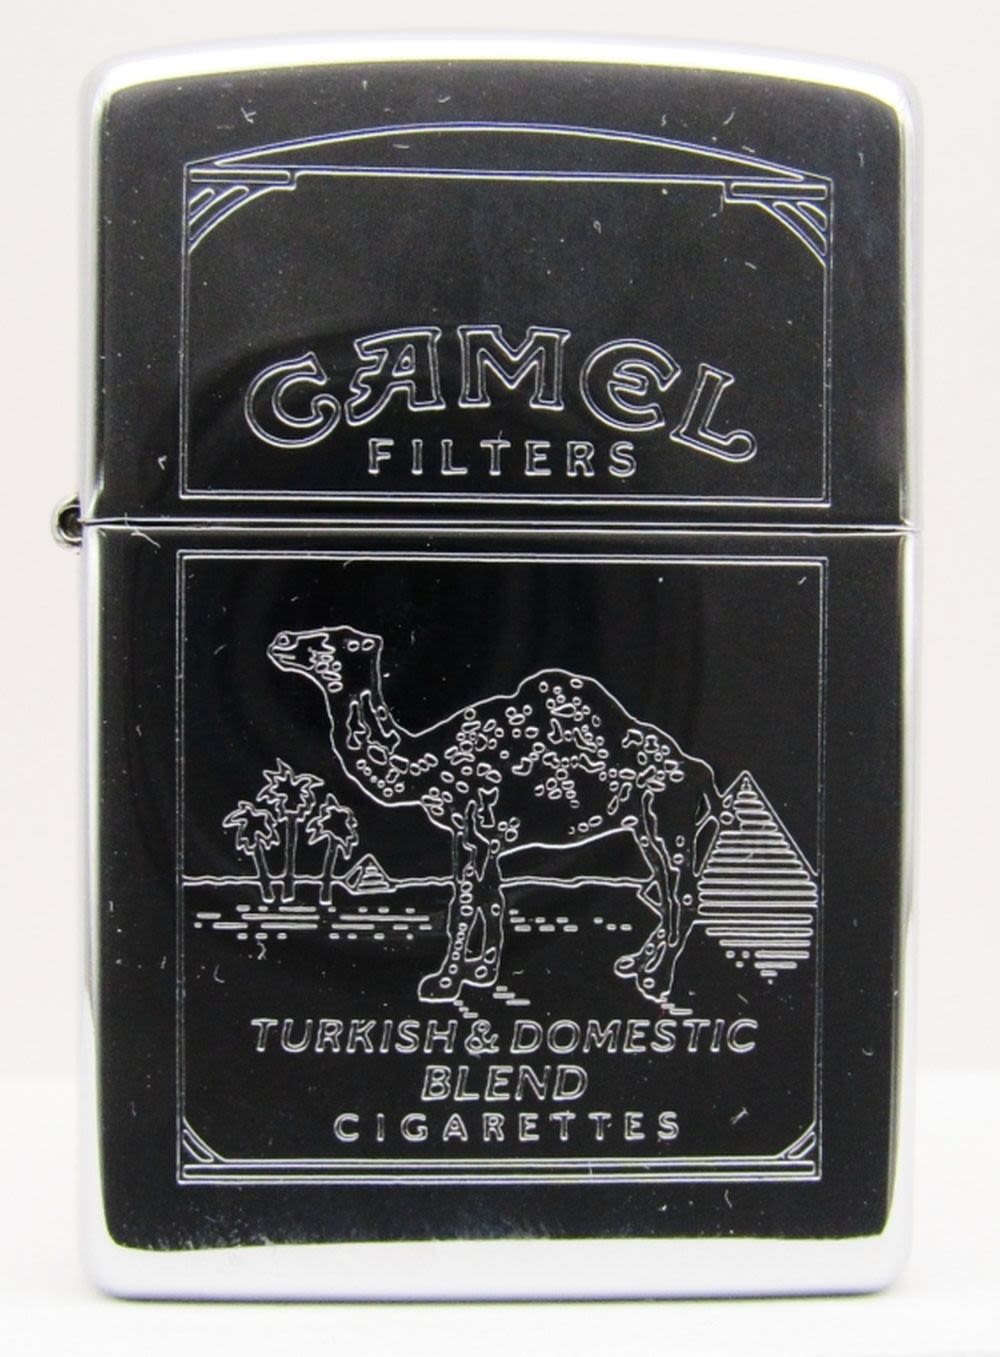 CAMEL
FILTERS
TURKISH & DOMESTIC
BLEND
CIGARETTES